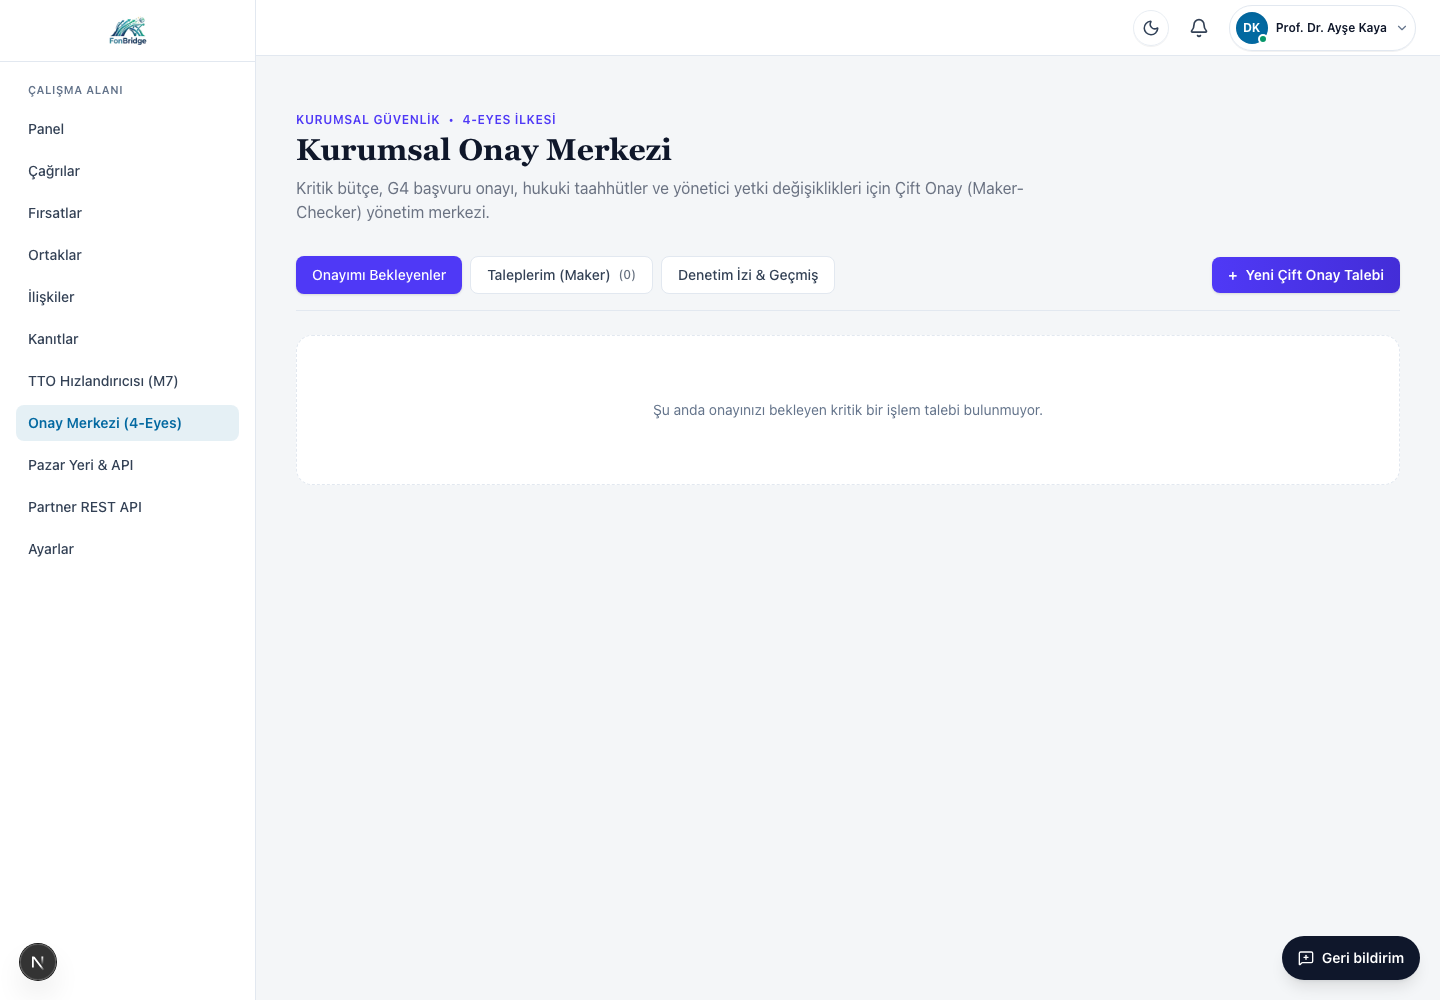 FonBridge
DK
Prof. Dr. Ayşe Kaya
ÇALIŞMA ALANI
Panel
Çağrılar
Fırsatlar
Ortaklar
İlişkiler
Kanıtlar
TTO Hızlandırıcısı (M7)
Onay Merkezi (4-Eyes)
Pazar Yeri & API
Partner REST API
Ayarlar
KURUMSAL GÜVENLİK • 4-EYES İLKESİ
Kurumsal Onay Merkezi
Kritik bütçe, G4 başvuru onayı, hukuki taahhütler ve yönetici yetki değişiklikleri için Çift Onay (Maker-
Checker) yönetim merkezi.
Onayımı Bekleyenler
Taleplerim (Maker) (0)
Denetim İzi & Geçmiş
+ Yeni Çift Onay Talebi
Şu anda onayınızı bekleyen kritik bir işlem talebi bulunmuyor.
N
Geri bildirim